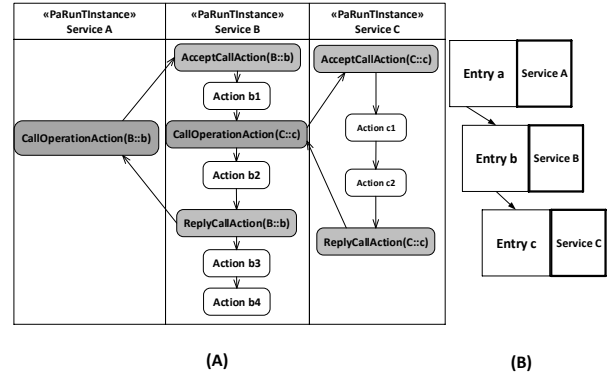 «PaRunTInstance»
Service A
«PaRunTInstance»
Service B
«PaRunTInstance»
Service C
AcceptCallAction(B::b)
AcceptCallAction(C::c)
Action b1
CallOperationAction(B::b)
CallOperationAction(C::c)
Action c1
Action b2
Action c2
ReplyCallAction(B::b)
ReplyCallAction(C::c)
Action b3
Action b4
(A)
Entry a
Service A
Entry b
Service B
Entry c
Service C
(B)